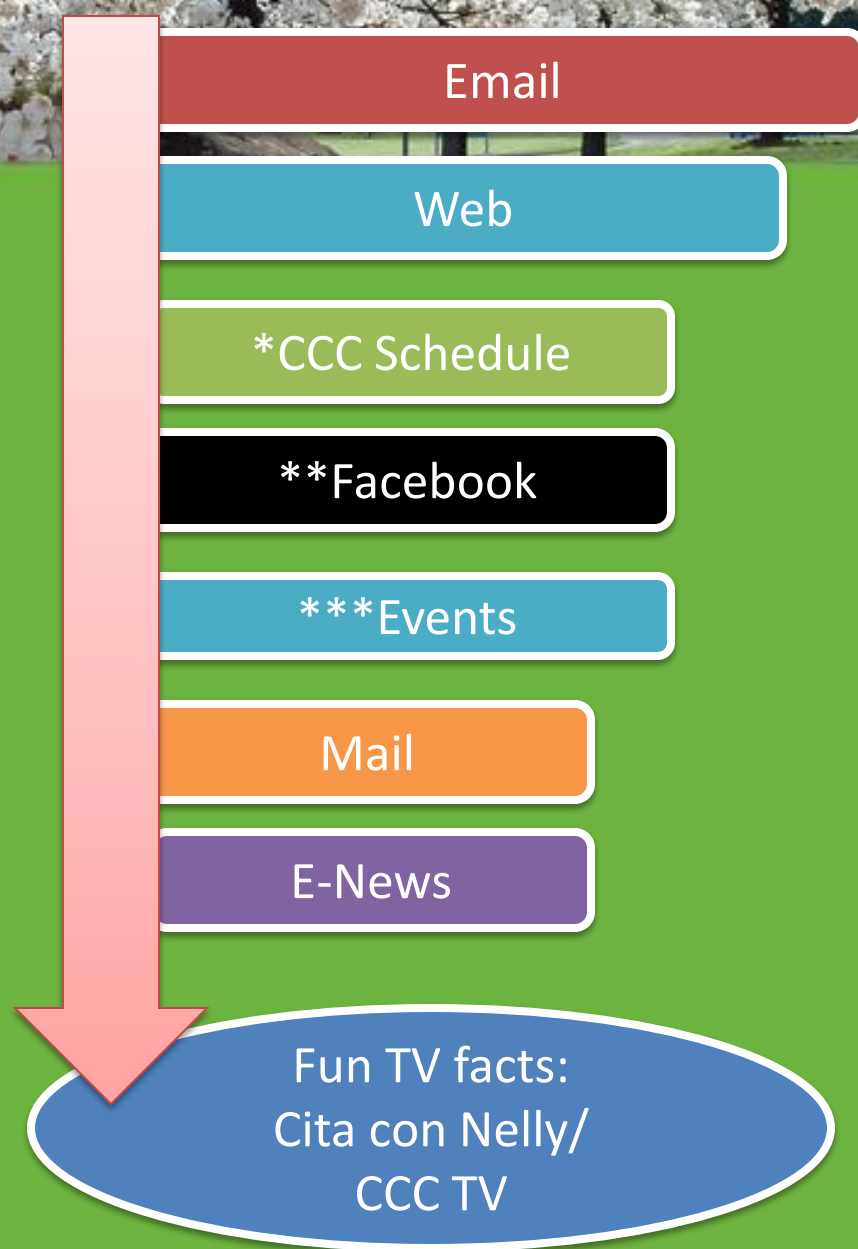 Email
Web
*CCC Schedule
**Facebook
***Events
Mail
E-News
Fun TV facts:
Cita con Nelly/
CCC TV